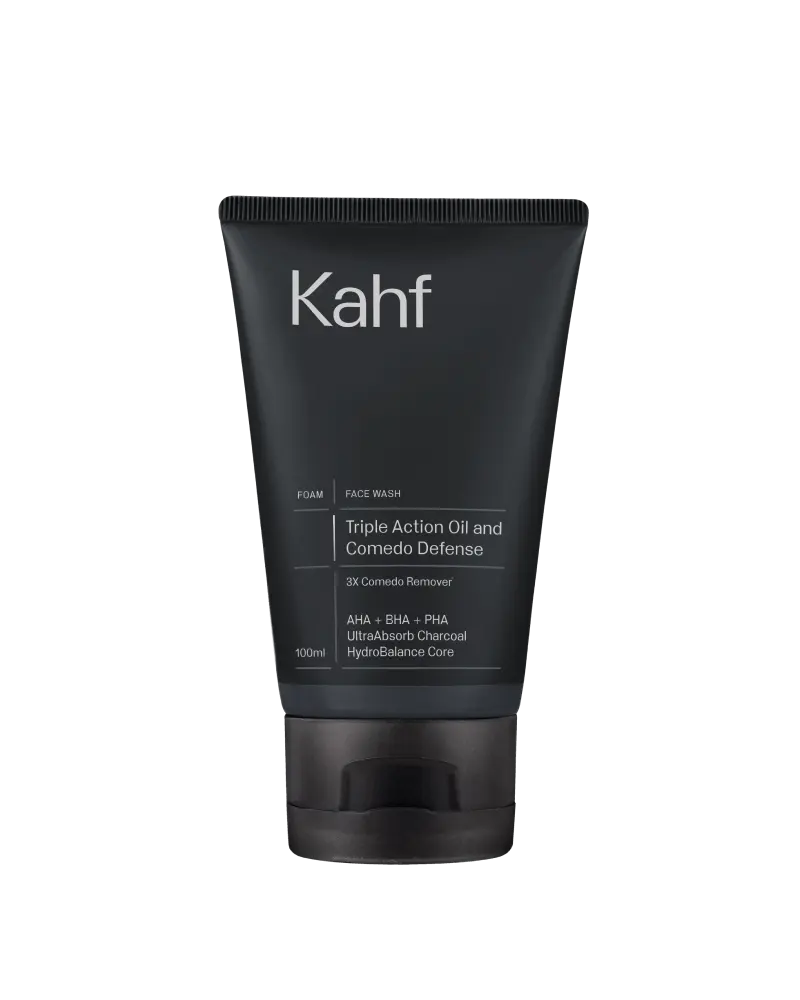 Kahf
FOAM
FACE WASH
Triple Action Oil and
Comedo Defense
3X Comedo Remover
AHA + BHA + PHA
UltraAbsorb Charcoal
100ml
HydroBalance Core